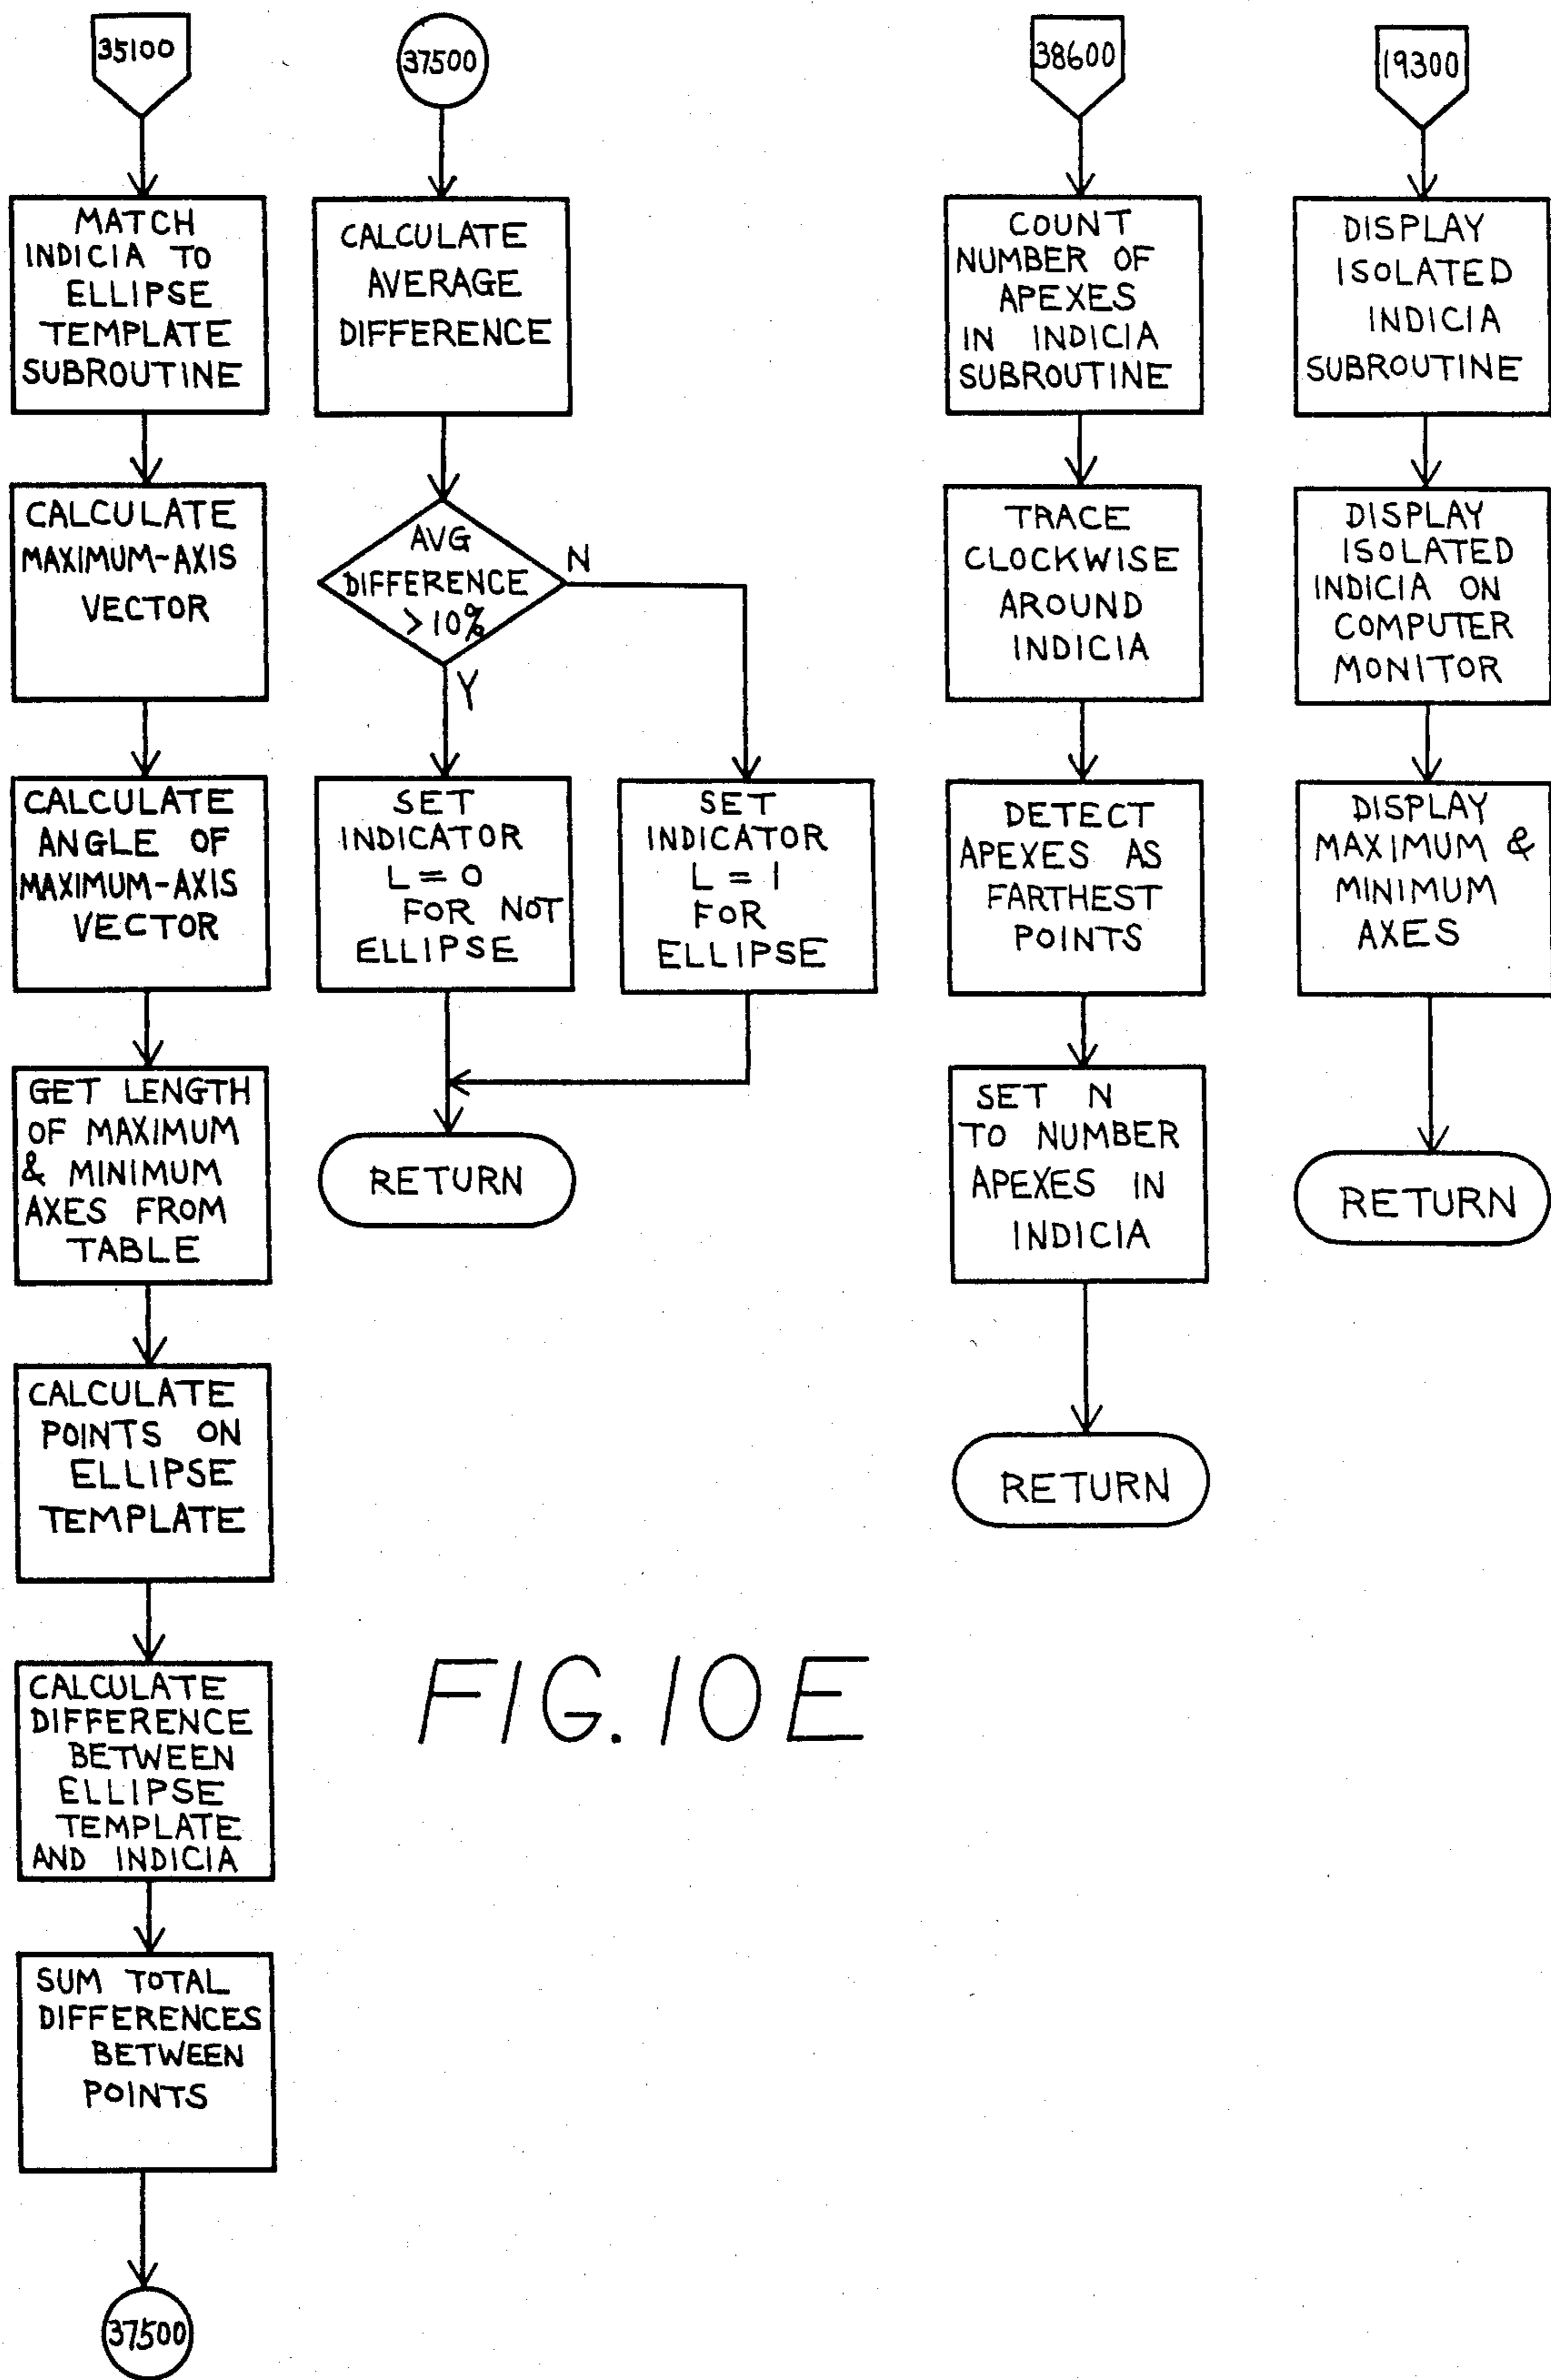 35100
MATCH
INDICIA TO
ELLIPSE
TEMPLATE
SUBROUTINE
CALCULATE
MAXIMUM-AXIS
VECTOR
CALCULATE
ANGLE OF
MAXIMUM-AXIS
VECTOR
GET LENGTH
OF MAXIMUM
& MINIMUM
AXES FROM
TABLE
CALCULATE
POINTS ON
ELLIPSE
TEMPLATE
CALCULATE
DIFFERENCE
BETWEEN
ELLIPSE
TEMPLATE
AND INDICIA
SUM TOTAL
DIFFERENCES
BETWEEN
POINTS
37500
37500
CALCULATE
AVERAGE
DIFFERENCE
AVG
DIFFERENCE
> 10%
N
Y
SET
INDICATOR
L = 0
FOR NOT
ELLIPSE
SET
INDICATOR
L = 1
FOR
ELLIPSE
RETURN
38600
COUNT
NUMBER OF
APEXES
IN INDICIA
SUBROUTINE
TRACE
CLOCKWISE
AROUND
INDICIA
DETECT
APEXES AS
FARTHEST
POINTS
SET N
TO NUMBER
APEXES IN
INDICIA
RETURN
19300
DISPLAY
ISOLATED
INDICIA
SUBROUTINE
DISPLAY
ISOLATED
INDICIA ON
COMPUTER
MONITOR
DISPLAY
MAXIMUM &
MINIMUM
AXES
RETURN
FIG. 10E